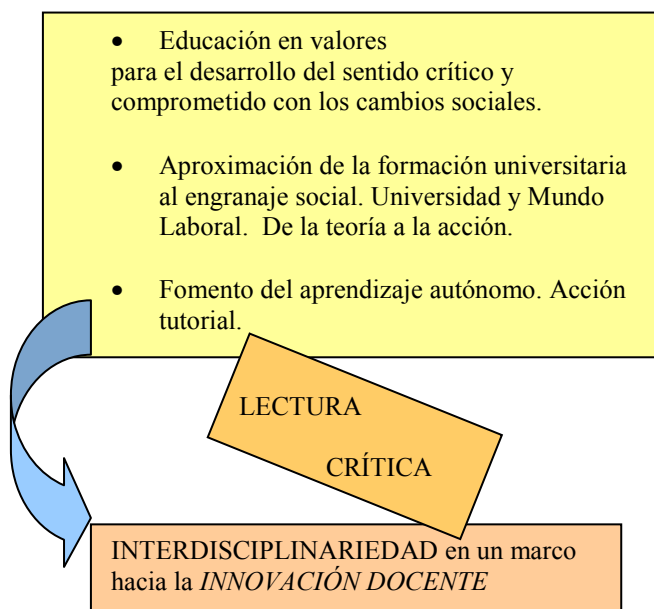 • Educación en valores
para el desarrollo del sentido crítico y
comprometido con los cambios sociales.
• Aproximación de la formación universitaria
al engranaje social. Universidad y Mundo
Laboral. De la teoría a la acción.
• Fomento del aprendizaje autónomo. Acción
tutorial.
LECTURA
CRÍTICA
INTERDISCIPLINARIEDAD en un marco
hacia la INNOVACIÓN DOCENTE